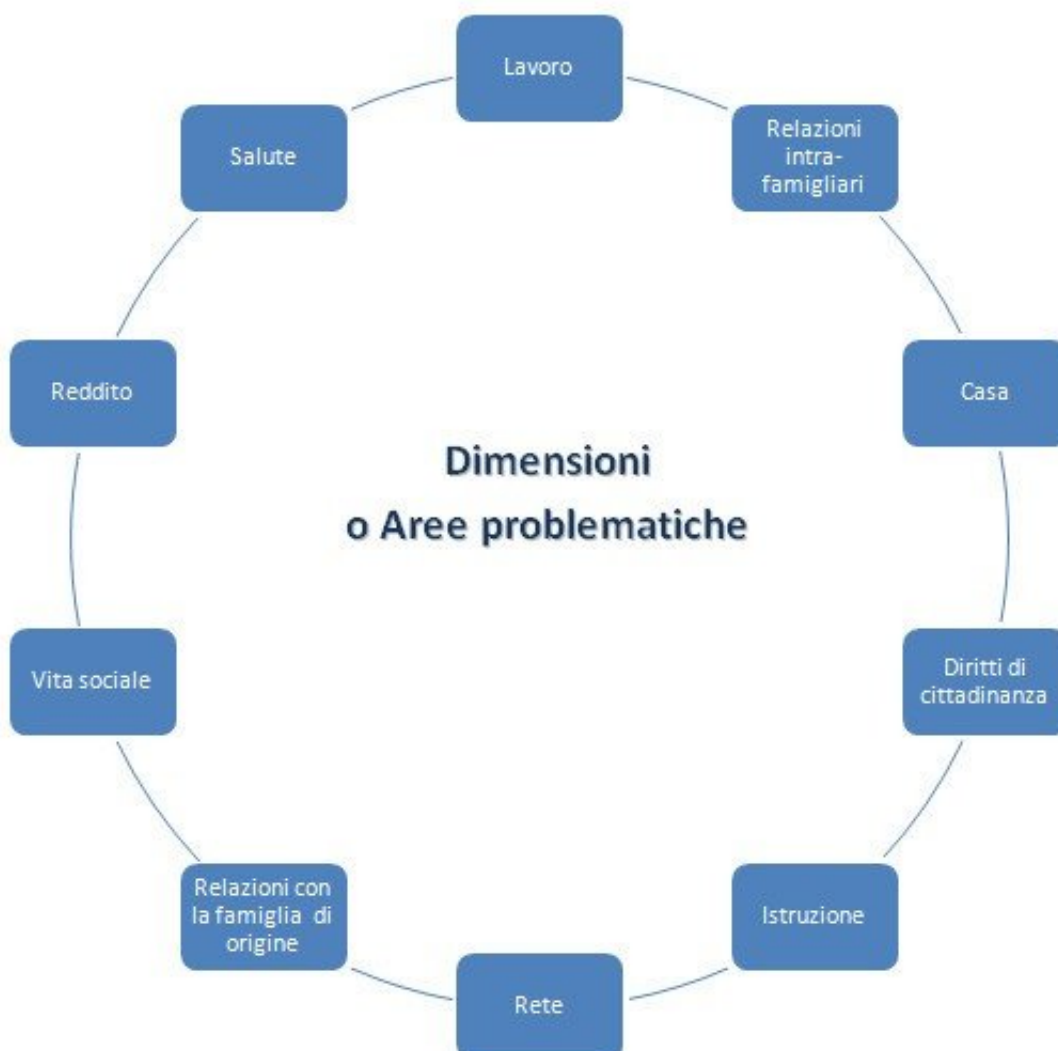 Lavoro
Relazioni
intra-
famigliari
Salute
Reddito
Casa
Dimensioni
o Aree problematiche
Vita sociale
Diritti di
cittadinanza
Relazioni con
la famiglia di
origine
Istruzione
Rete